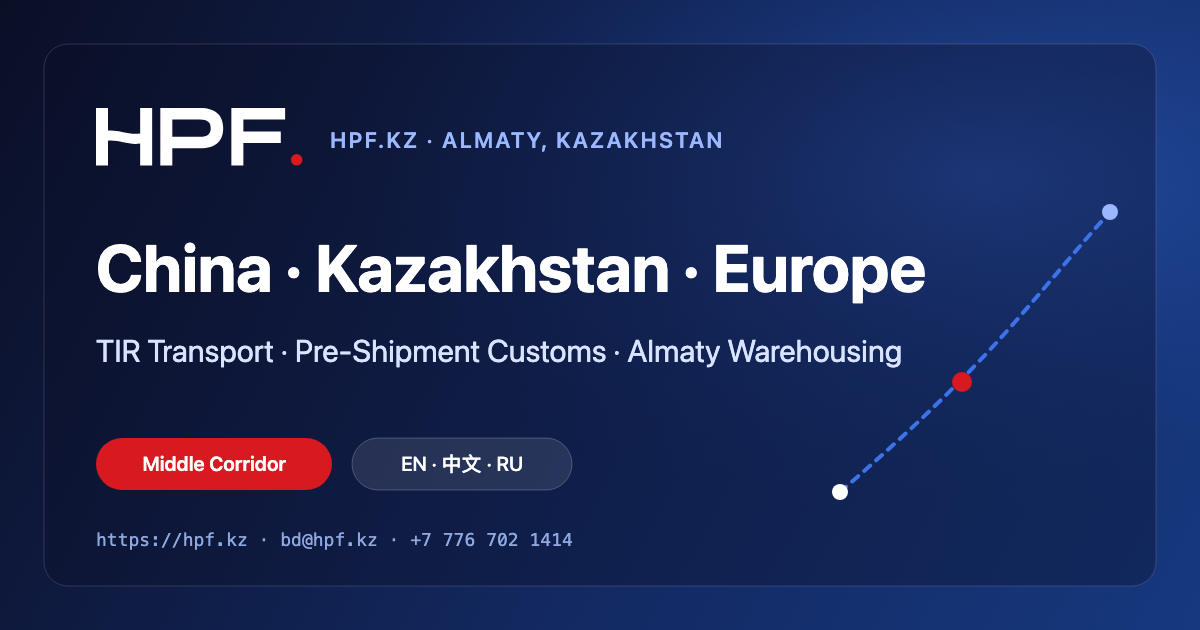 HPF.
HPF.KZ · ALMATY, KAZAKHSTAN
China · Kazakhstan · Europe
TIR Transport · Pre-Shipment Customs · Almaty Warehousing
Middle Corridor
EN · 中文 · RU
https://hpf.kz · bd@hpf.kz · +7 776 702 1414